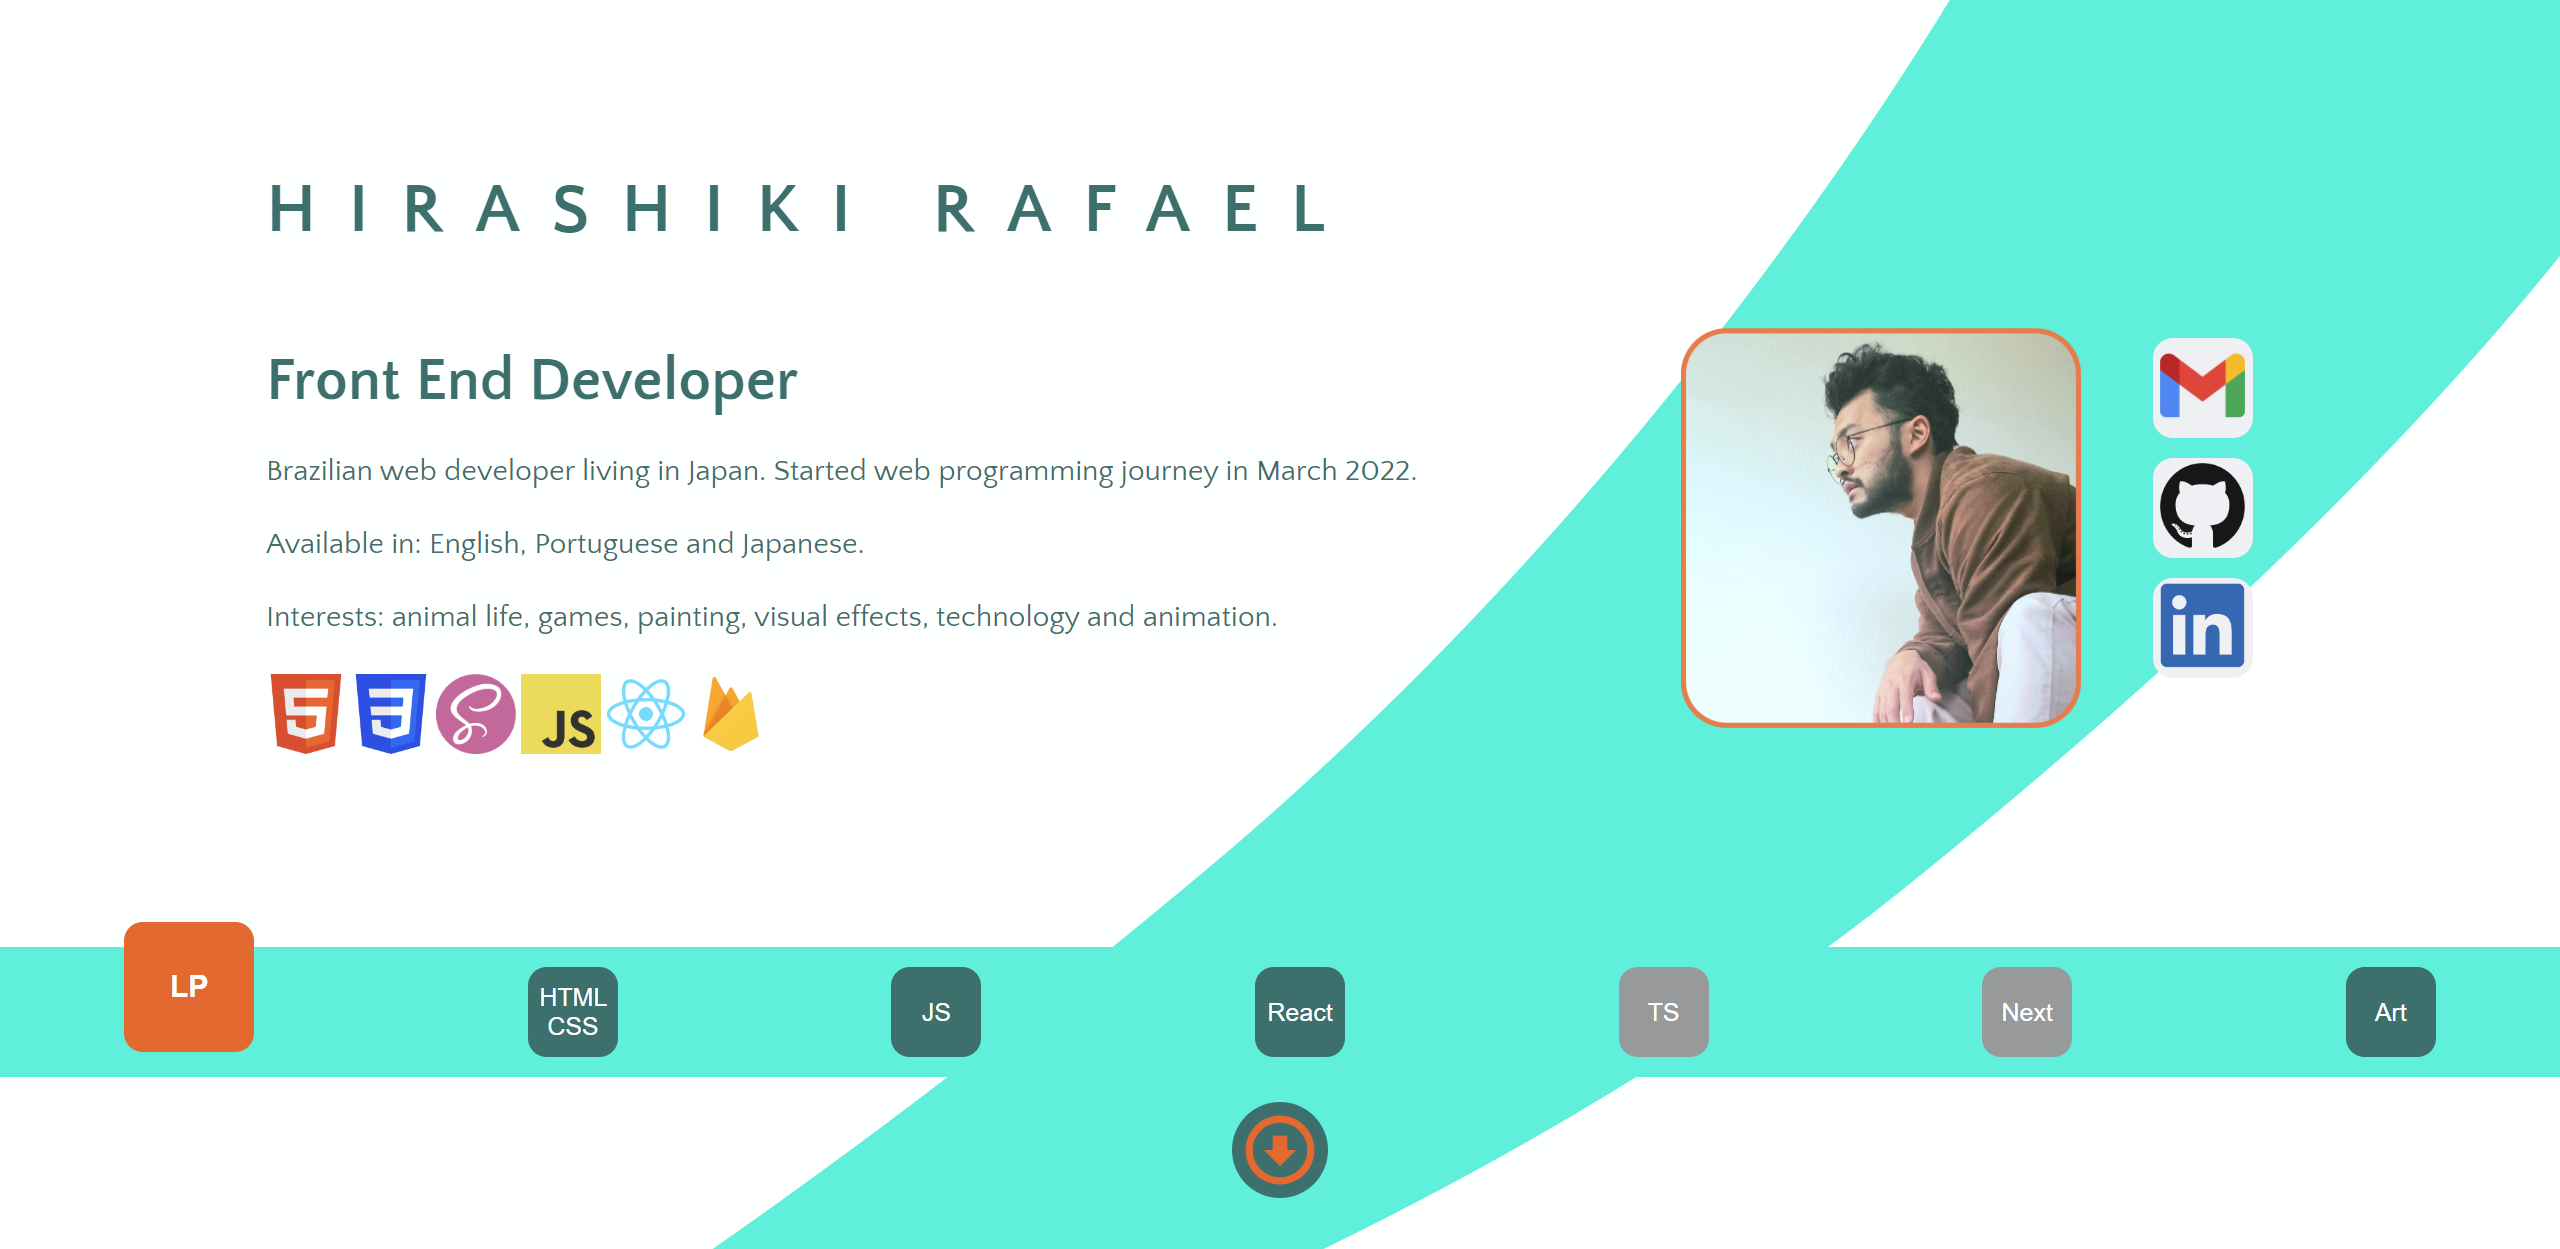 HIRASHIKI RAFAEL
Front End Developer
Brazilian web developer living in Japan. Started web programming journey in March 2022.
Available in: English, Portuguese and Japanese.
Interests: animal life, games, painting, visual effects, technology and animation.
JS
in
LP
HTML
CSS
JS
React
TS
Next
Art